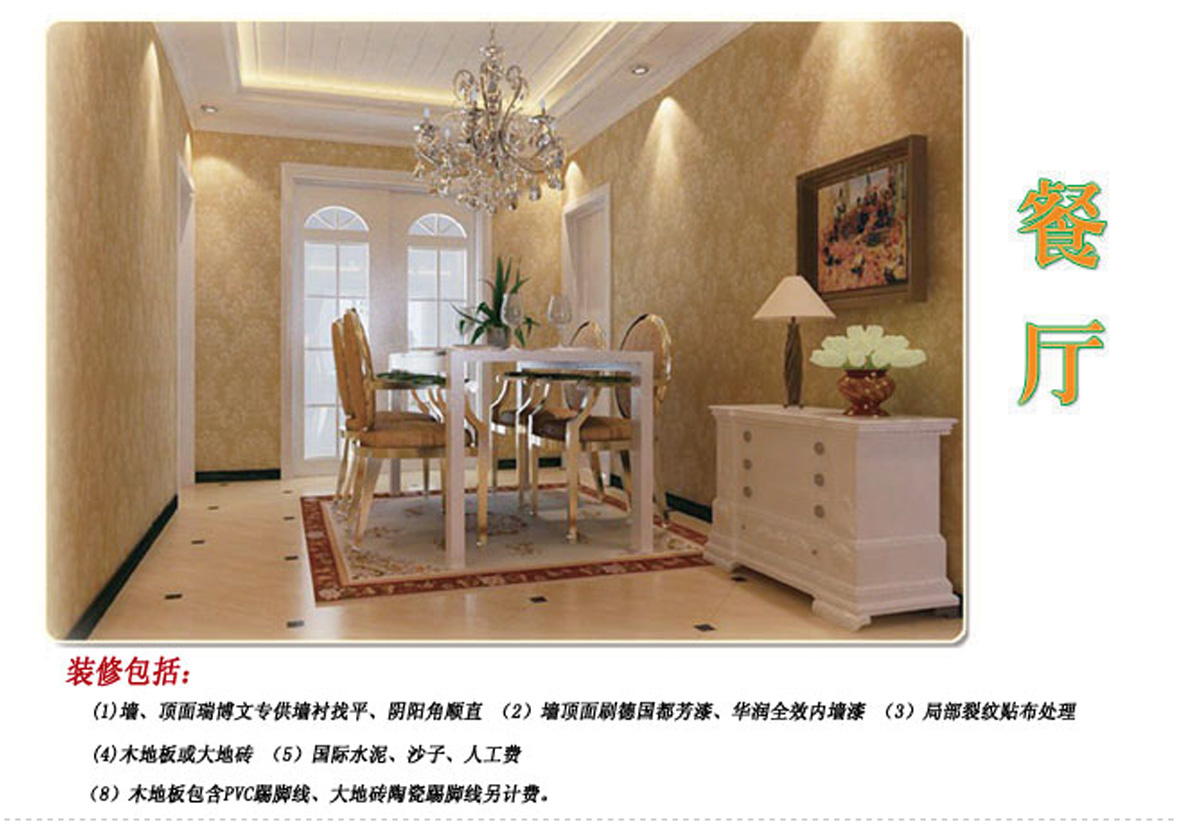 餐厅
装修包括：
(1)墙、顶面瑞博文专供墙衬找平、阴阳角顺直 （2）墙顶面刷德国都芳漆、华润全效内墙漆 （3）局部裂纹贴布处理
(4)木地板或大地砖 （5）国际水泥、沙子、人工费
（8）木地板包含PVC踢脚线、大地砖陶瓷踢脚线另计费。